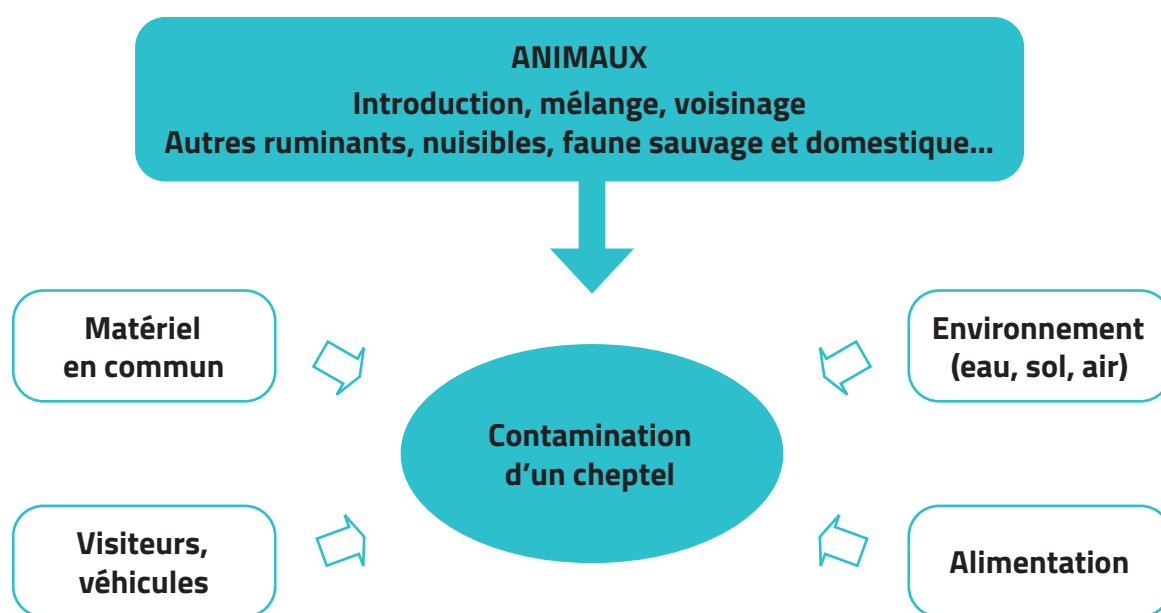 ANIMAUX
Introduction, mélange, voisinage
Autres ruminants, nuisibles, faune sauvage et domestique...
Matériel
en commun
Environnement
(eau, sol, air)
Contamination
d’un cheptel
Visiteurs,
véhicules
Alimentation